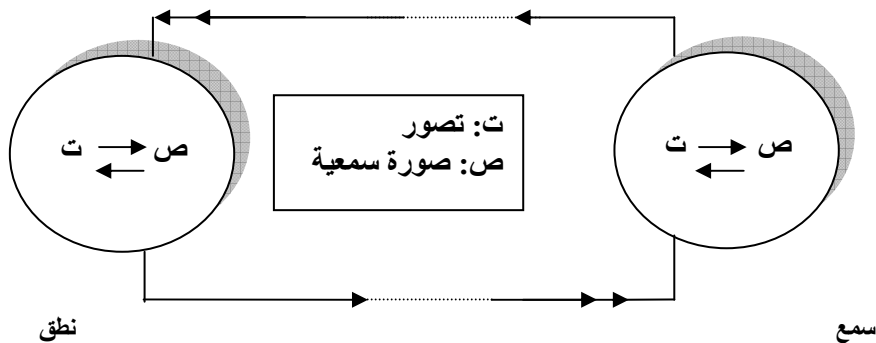 ت: تصور
ص: صورة سمعية
ص ت
ص ت
سمع
نطق